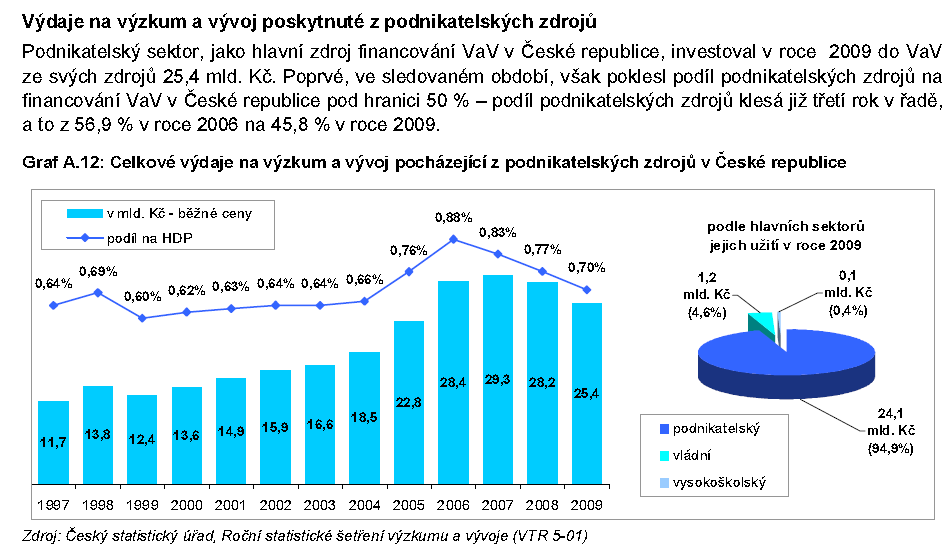 Výdaje na výzkum a vývoj poskytnuté z podnikatelských zdrojů
Podnikatelský sektor, jako hlavní zdroj financování VaV v České republice, investoval v roce 2009 do VaV
ze svých zdrojů 25,4 mld. Kč. Poprvé, ve sledovaném období, však poklesl podíl podnikatelských zdrojů na
financování VaV v České republice pod hranici 50 % – podíl podnikatelských zdrojů klesá již třetí rok v řadě,
a to z 56,9 % v roce 2006 na 45,8 % v roce 2009.
Graf A.12: Celkové výdaje na výzkum a vývoj pocházející z podnikatelských zdrojů v České republice
v mld. Kč - běžné ceny
podíl na HDP
0,64% 0,69% 0,60% 0,62% 0,63% 0,64% 0,64% 0,66% 0,76% 0,88% 0,83% 0,77% 0,70%
11,7 13,8 12,4 13,6 14,9 15,9 16,6 18,5 22,8 28,4 29,3 28,2 25,4
1997 1998 1999 2000 2001 2002 2003 2004 2005 2006 2007 2008 2009
podle hlavních sektorů
jejich užití v roce 2009
1,2
mld. Kč
(4,6%)
0,1
mld. Kč
(0,4%)
24,1
mld. Kč
(94,9%)
podnikatelský
vládní
vysokoškolský
Zdroj: Český statistický úřad, Roční statistické šetření výzkumu a vývoje (VTR 5-01)